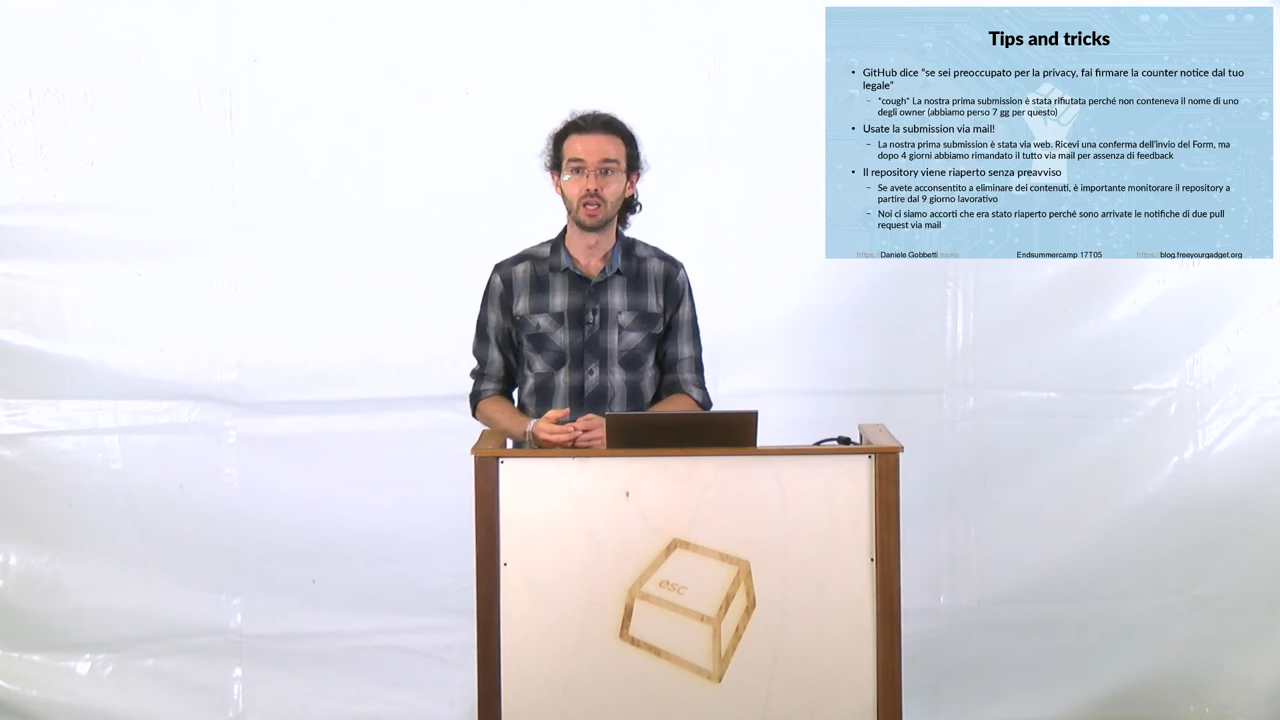 Tips and tricks
• GitHub dice "se sei preoccupato per la privacy, fai firmare la counter notice dal tuo
legale"
– *cough* La nostra prima submission è stata rifiutata perché non conteneva il nome di uno
degli owner (abbiamo perso 7 gg per questo)
• Usate la submission via mail!
– La nostra prima submission è stata via web. Ricevi una conferma dell'invio del Form, ma
dopo 4 giorni abbiamo rimandato il tutto via mail per assenza di feedback
• Il repository viene riaperto senza preavviso
– Se avete acconsentito a eliminare dei contenuti, è importante monitorare il repository a
partire dal 9 giorno lavorativo
– Noi ci siamo accorti che era stato riaperto perché sono arrivate le notifiche di due pull
request via mail
https:// Daniele Gobbetti name Endsummercamp 17T05 https:// blog.freeyourgadget.org
esc